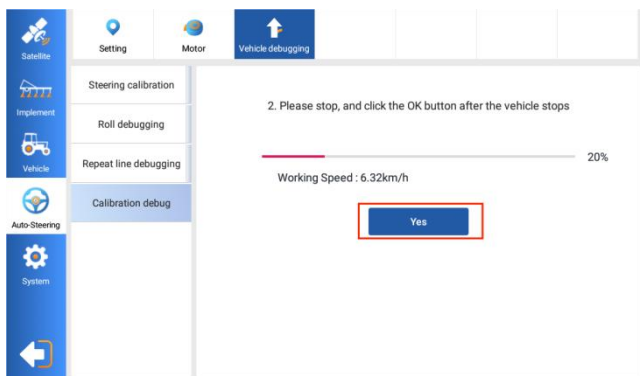 Satellite
Implement
Vehicle
Auto-Steering
System
Setting
Motor
Vehicle debugging
Steering calibration
Roll debugging
Repeat line debugging
Calibration debug
2. Please stop, and click the OK button after the vehicle stops
20%
Working Speed : 6.32km/h
Yes